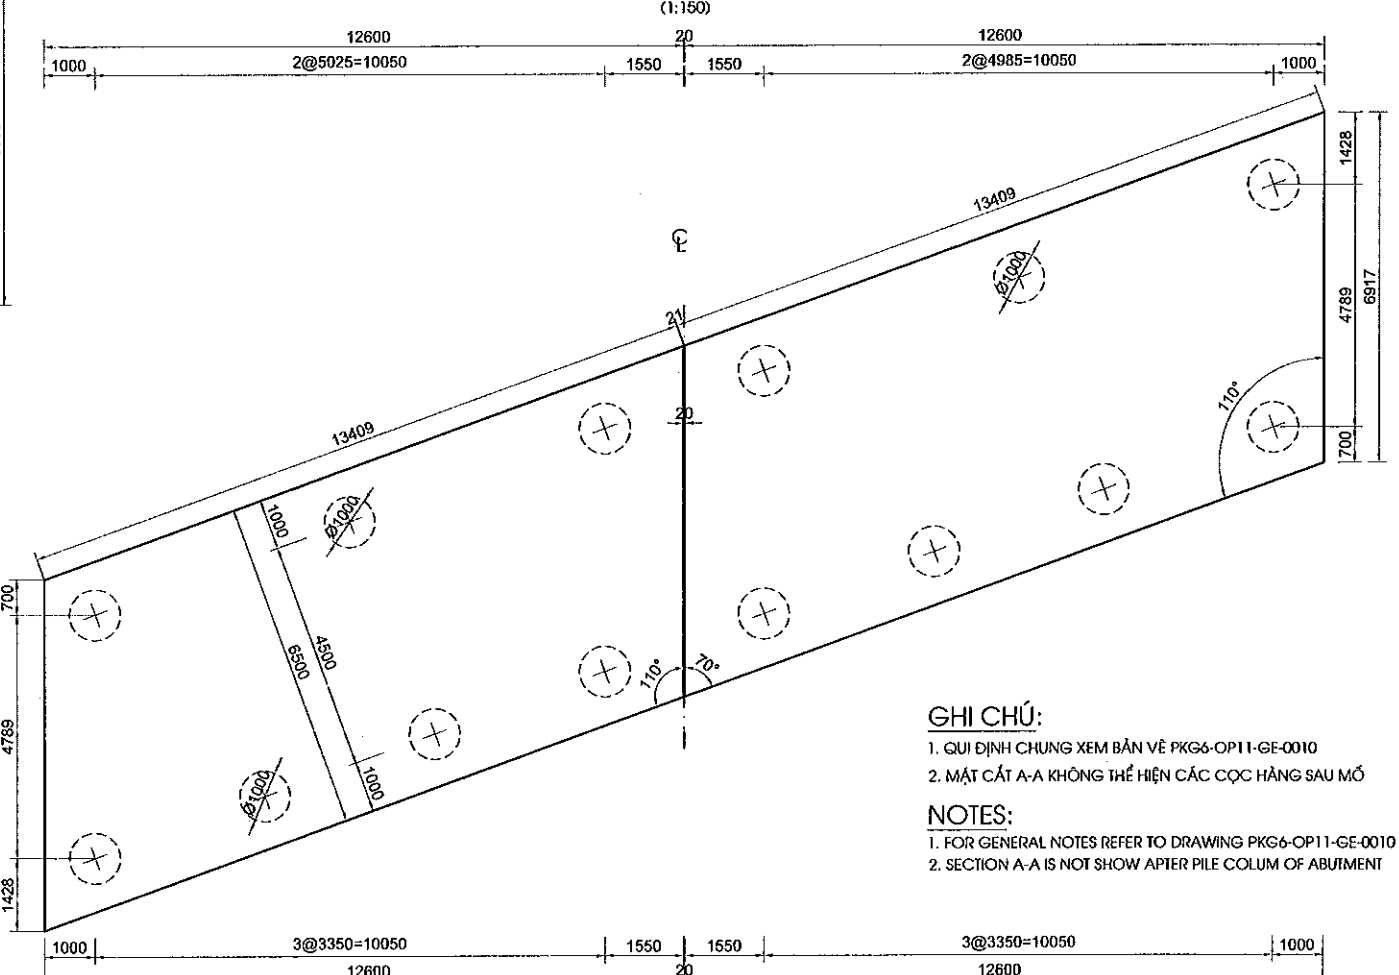 (1:150)
12600 20 12600
1000 2@5025=10050 1550 1550 2@4985=10050 1000
1428
13409
Ø1000
4789
6917
21
110°
20
13409
700
Ø1000
1000
700
4500
6500
110° 70°
4789
Ø1000
1000
1428
GHI CHÚ:
1. QUI ĐỊNH CHUNG XEM BẢN VẼ PKG6-OP11-GE-0010
2. MẶT CẮT A-A KHÔNG THỂ HIỆN CÁC CỌC HÀNG SAU MỐ
NOTES:
1. FOR GENERAL NOTES REFER TO DRAWING PKG6-OP11-GE-0010
2. SECTION A-A IS NOT SHOW APTER PILE COLUM OF ABUTMENT
1000 3@3350=10050 1550 1550 3@3350=10050 1000
12600 20 12600